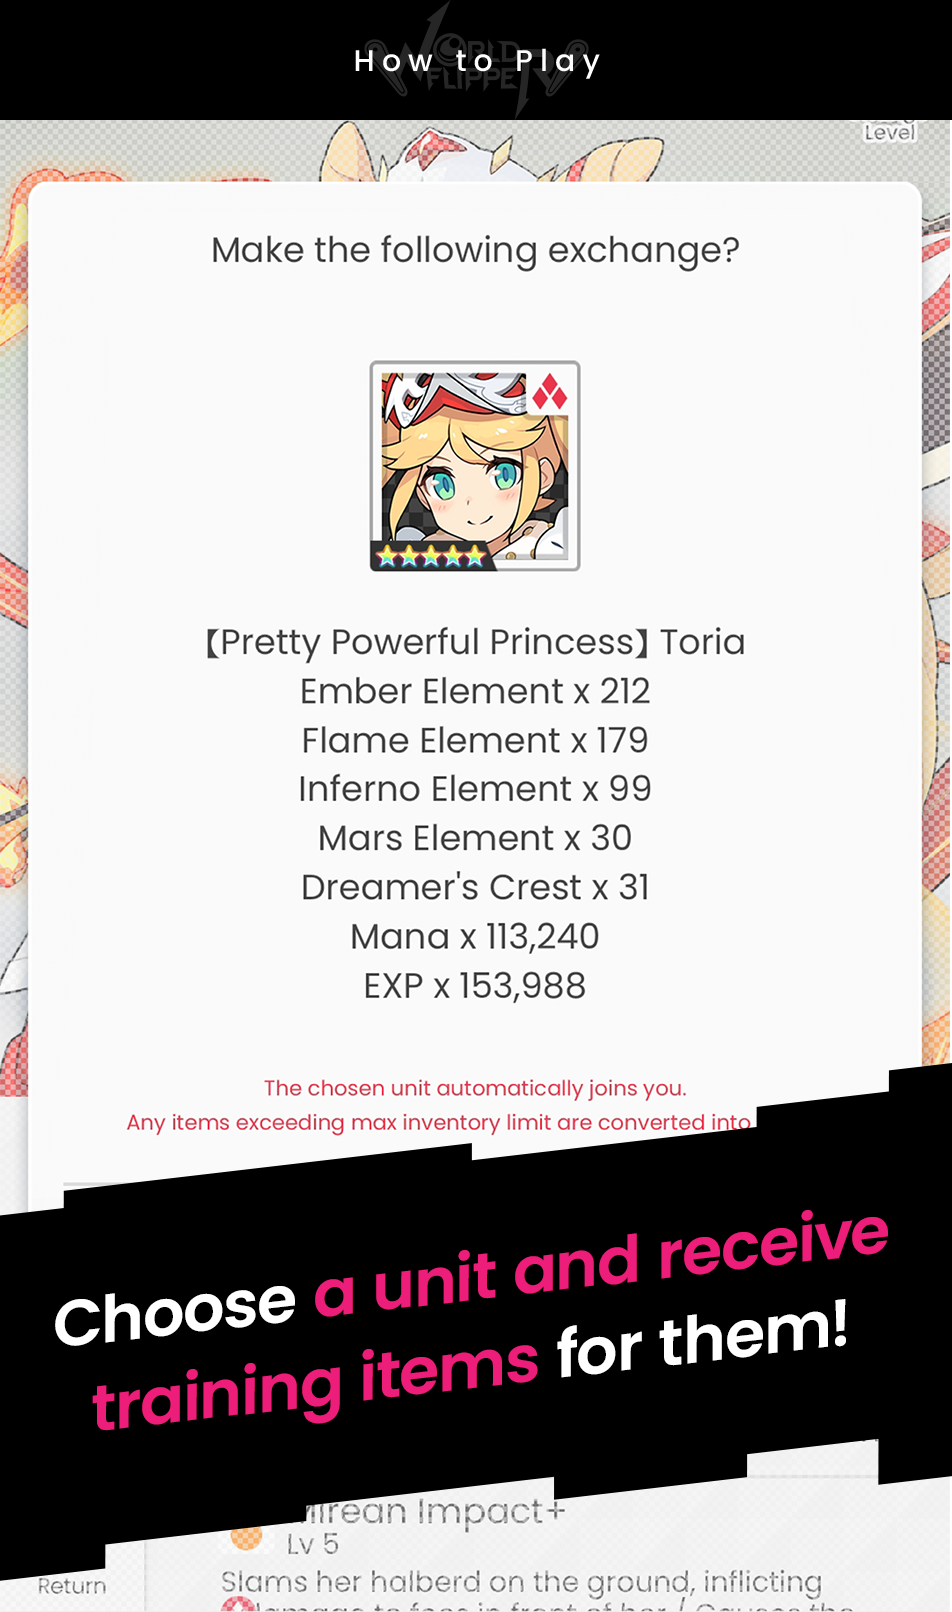 WORLD FLIPPER
How to Play
Level
Make the following exchange?
【Pretty Powerful Princess】 Toria
Ember Element x 212
Flame Element x 179
Inferno Element x 99
Mars Element x 30
Dreamer's Crest x 31
Mana x 113,240
EXP x 153,988
The chosen unit automatically joins you.
Any items exceeding max inventory limit are converted into
Choose a unit and receive
training items for them!
Impact+
Lv 5
Return
Slams her halberd on the ground, inflicting